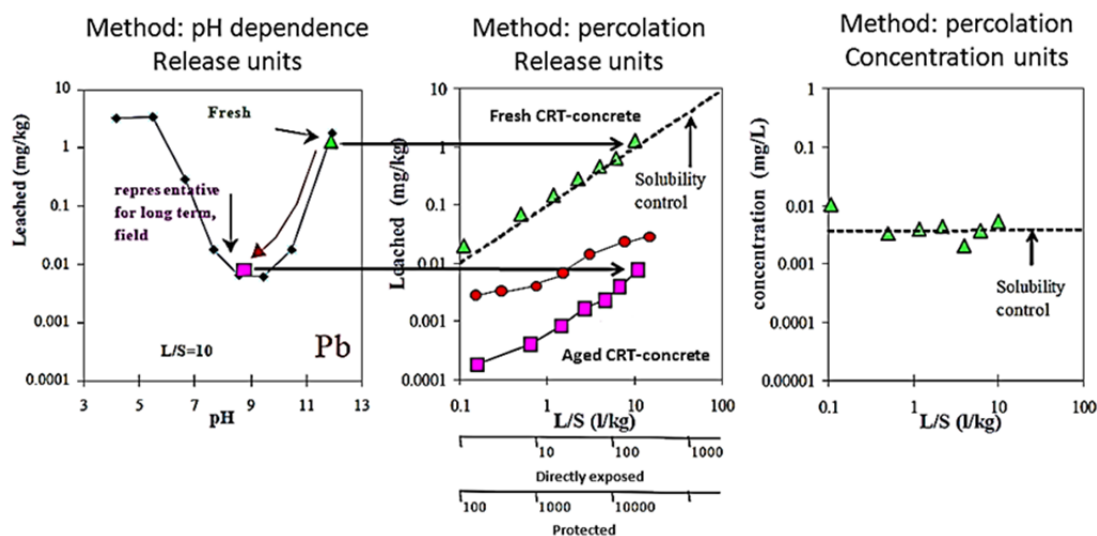 Method: pH dependence
Release units
Method: percolation
Release units
Method: percolation
Concentration units
10
1
0.1
0.01
0.001
0.0001
Leached (mg/kg)
Fresh
representative
for long term,
field
L/S=10
Pb
3
5
7
9
11
13
pH
10
1
0.1
0.01
0.001
0.0001
Leached (mg/kg)
Fresh CRT-concrete
Solubility
control
Aged CRT-concrete
0.1
1
10
100
L/S (l/kg)
10
100
1000
Directly exposed
100
1000
10000
Protected
1
0.1
0.01
0.001
0.0001
0.00001
concentration (mg/L)
Solubility
control
0.1
1
10
100
L/S (l/kg)